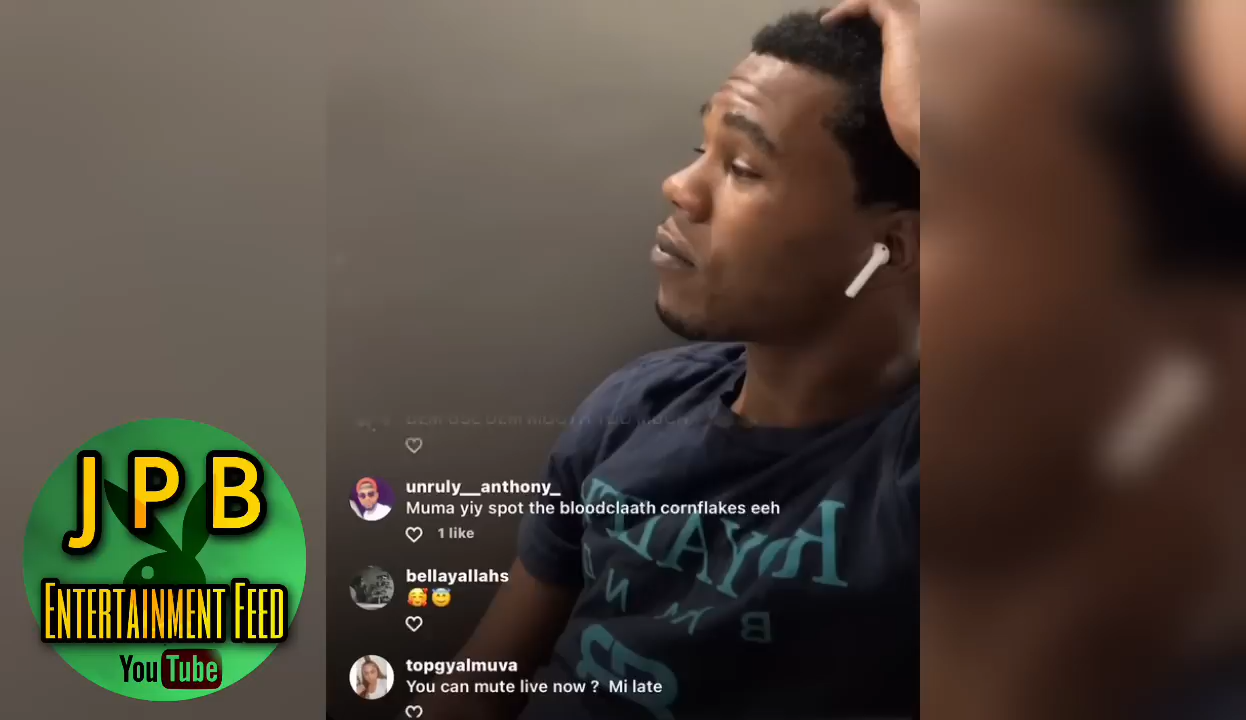 JPB
ENTERTAINMENT FEED
YouTube
unruly__anthony_
Muma yiy spot the bloodclaath cornflakes eeh
1 like
bellayallahs
🥰😇
topgyalmuva
You can mute live now ? Mi late